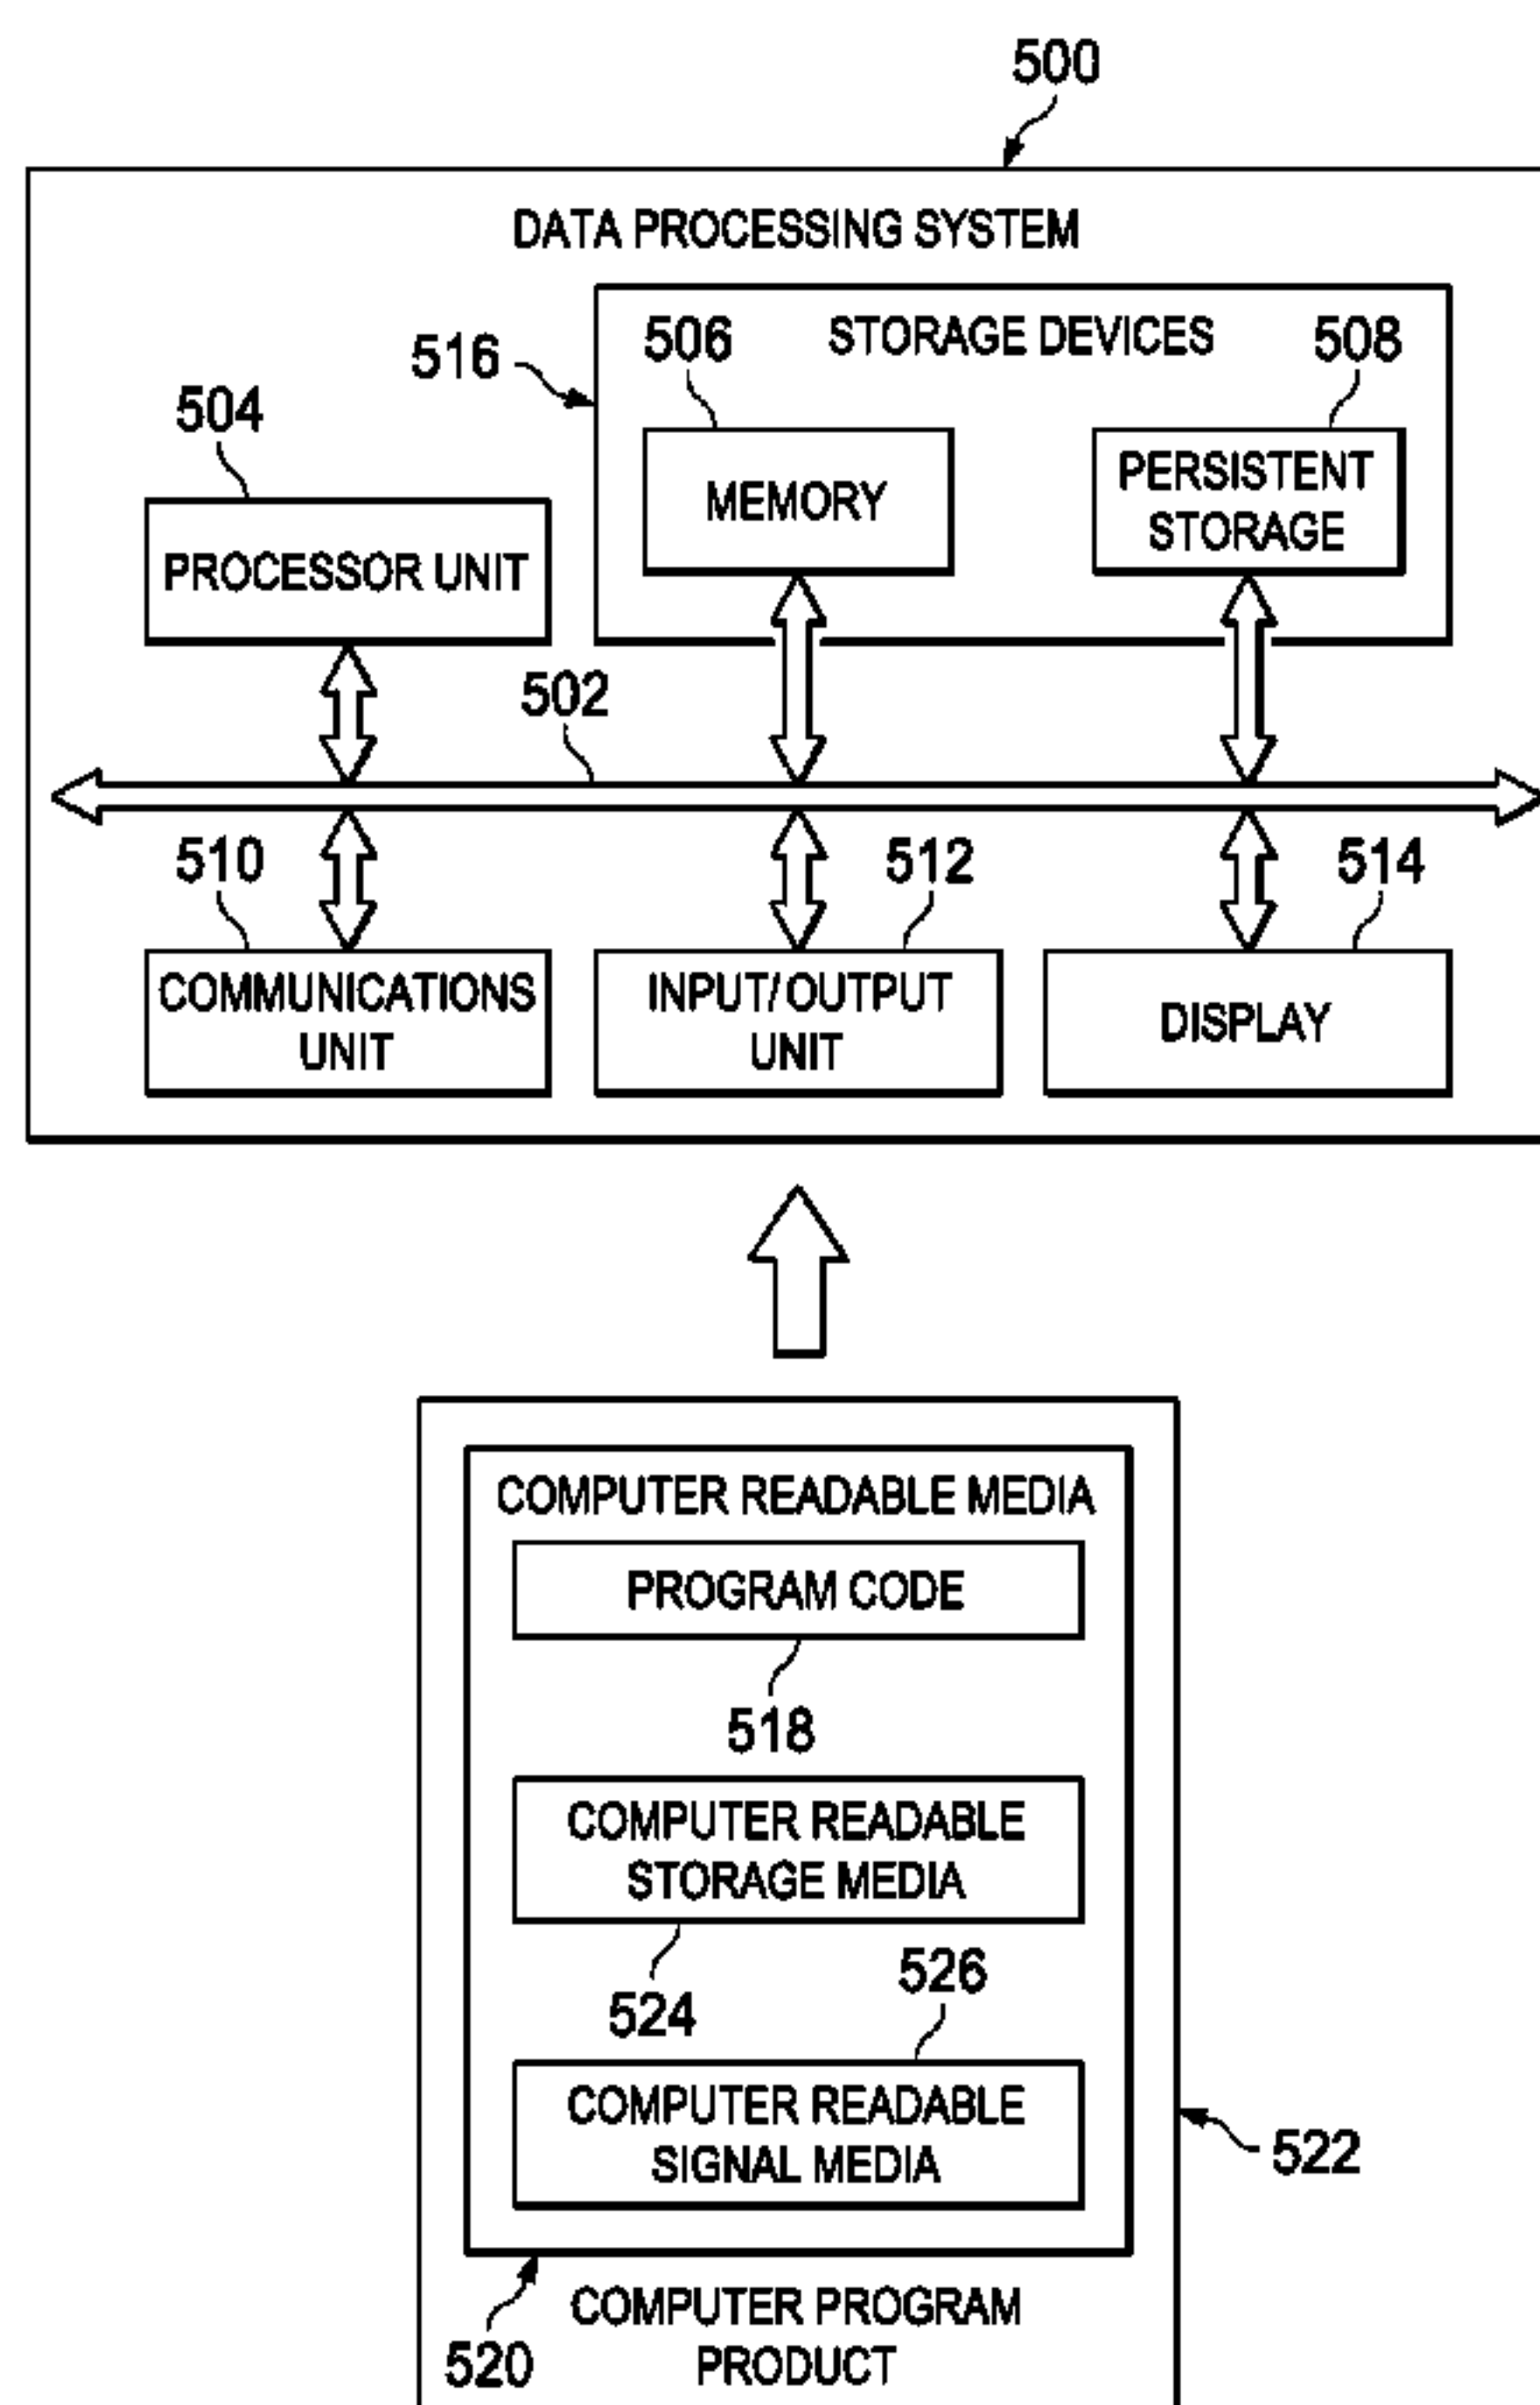 500
DATA PROCESSING SYSTEM
516
506
STORAGE DEVICES
508
504
MEMORY
PERSISTENT
STORAGE
PROCESSOR UNIT
502
510
512
514
COMMUNICATIONS
UNIT
INPUT/OUTPUT
UNIT
DISPLAY
COMPUTER READABLE MEDIA
PROGRAM CODE
518
COMPUTER READABLE
STORAGE MEDIA
524
526
COMPUTER READABLE
SIGNAL MEDIA
522
520
COMPUTER PROGRAM
PRODUCT